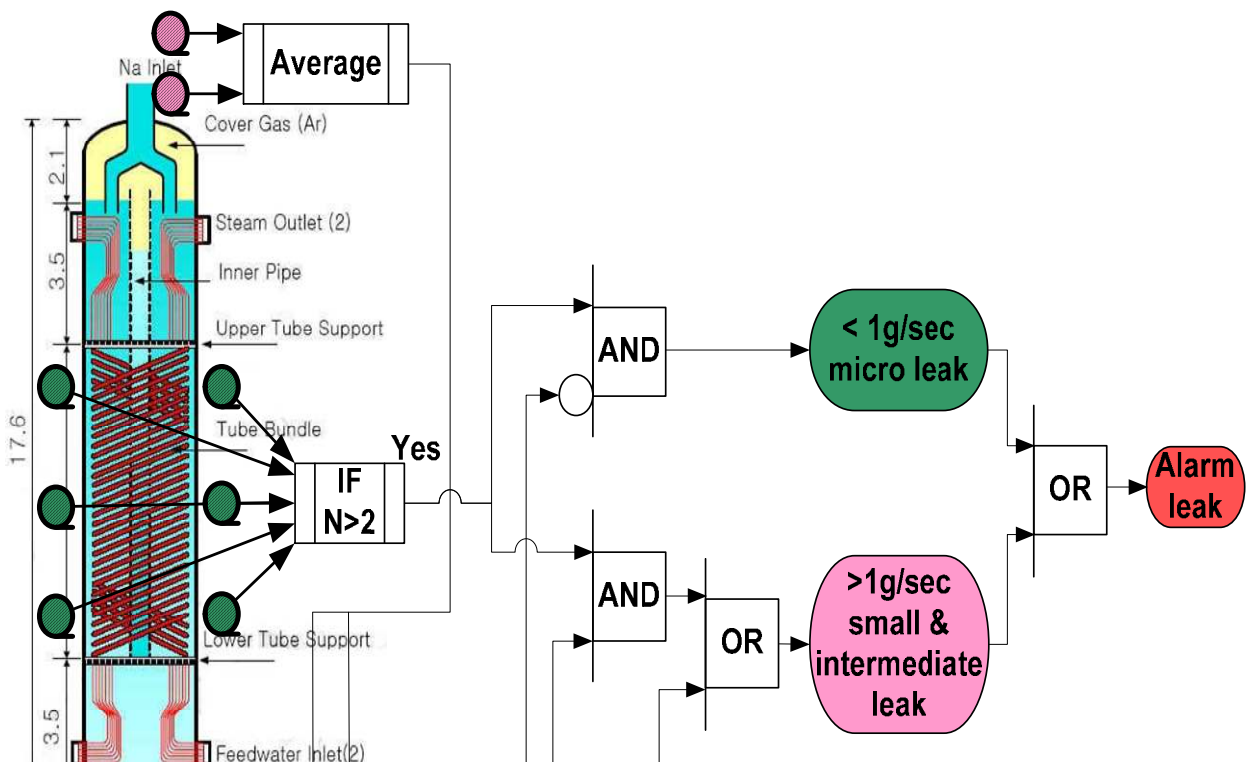 Average
Na Inlet
Cover Gas (Ar)
2.1
Steam Outlet (2)
3.5
Inner Pipe
Upper Tube Support
17.6
Tube Bundle
Yes
IF
N>2
Lower Tube Support
3.5
Feedwater Inlet(2)
AND
< 1g/sec
micro leak
AND
OR
>1g/sec
small &
intermediate
leak
OR
Alarm
leak